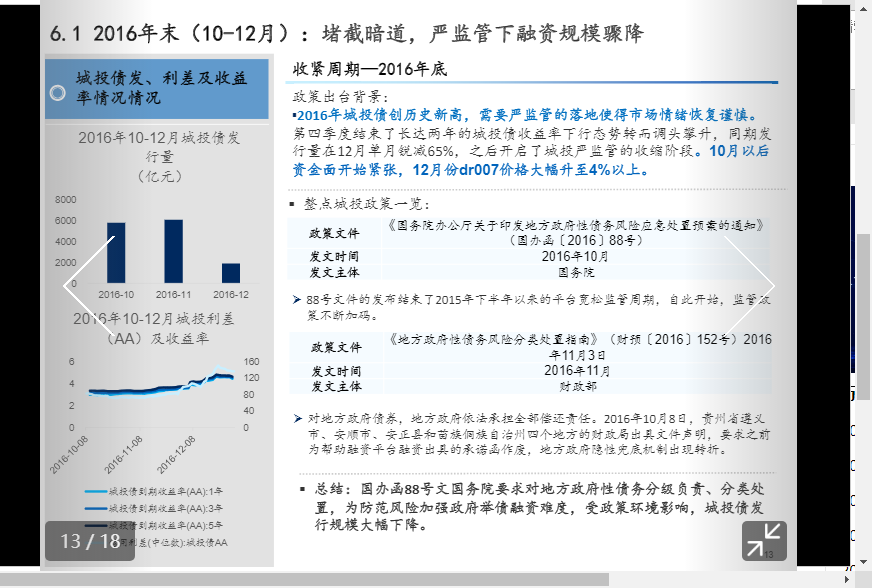 6.1 2016年末（10-12月）：堵截暗道，严监管下融资规模骤降
城投债发、利差及收益
率情况情况
2016年10-12月城投债发
行量
（亿元）
8000
6000
4000
2000
0
2016-10 2016-11 2016-12
2016年10-12月城投利差
（AA）及收益率
6 160
4 120
80
2 40
0 0
2016-10-08 2016-11-08 2016-12-08
城投债到期收益率(AA):1年
城投债到期收益率(AA):3年
城投债到期收益率(AA):5年
利差(中位数):城投债AA
13 / 18
收紧周期—2016年底
政策出台背景：
▪2016年城投债创历史新高，需要严监管的落地使得市场情绪恢复谨慎。
第四季度结束了长达两年的城投债收益率下行态势转而调头攀升，同期发
行量在12月单月锐减65%，之后开启了城投严监管的收缩阶段。10月以后
资金面开始紧张，12月份dr007价格大幅升至4%以上。
▪ 整点城投政策一览：
政策文件 《国务院办公厅关于印发地方政府性债务风险应急处置预案的通知》
（国办函〔2016〕88号）
发文时间 2016年10月
发文主体 国务院
➢ 88号文件的发布结束了2015年下半年以来的平台宽松监管周期，自此开始，监管政
策不断加码。
政策文件 《地方政府性债务风险分类处置指南》（财预〔2016〕152号）2016
年11月3日
发文时间 2016年11月
发文主体 财政部
➢ 对地方政府债券，地方政府依法承担全部偿还责任。2016年10月8日，贵州省遵义
市、安顺市、安正县和苗族侗族自治州四个地方的财政局出具文件声明，要求之前
为帮助融资平台融资出具的承诺函作废，地方政府隐性兜底机制出现转折。
▪ 总结：国办函88号文国务院要求对地方政府性债务分级负责、分类处
置，为防范风险加强政府举债融资难度，受政策环境影响，城投债发
行规模大幅下降。
13